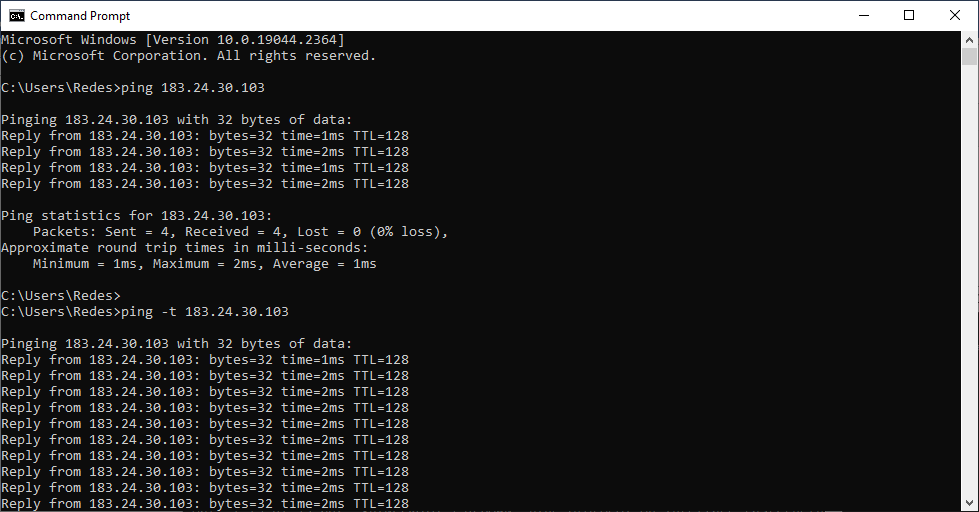 Command Prompt
Microsoft Windows [Version 10.0.19044.2364]
(c) Microsoft Corporation. All rights reserved.
C:\Users\Redes>ping 183.24.30.103
Pinging 183.24.30.103 with 32 bytes of data:
Reply from 183.24.30.103: bytes=32 time=1ms TTL=128
Reply from 183.24.30.103: bytes=32 time=2ms TTL=128
Reply from 183.24.30.103: bytes=32 time=1ms TTL=128
Reply from 183.24.30.103: bytes=32 time=2ms TTL=128
Ping statistics for 183.24.30.103:
    Packets: Sent = 4, Received = 4, Lost = 0 (0% loss),
Approximate round trip times in milli-seconds:
    Minimum = 1ms, Maximum = 2ms, Average = 1ms
C:\Users\Redes>
C:\Users\Redes>ping -t 183.24.30.103
Pinging 183.24.30.103 with 32 bytes of data:
Reply from 183.24.30.103: bytes=32 time=1ms TTL=128
Reply from 183.24.30.103: bytes=32 time=2ms TTL=128
Reply from 183.24.30.103: bytes=32 time=2ms TTL=128
Reply from 183.24.30.103: bytes=32 time=2ms TTL=128
Reply from 183.24.30.103: bytes=32 time=2ms TTL=128
Reply from 183.24.30.103: bytes=32 time=2ms TTL=128
Reply from 183.24.30.103: bytes=32 time=2ms TTL=128
Reply from 183.24.30.103: bytes=32 time=2ms TTL=128
Reply from 183.24.30.103: bytes=32 time=2ms TTL=128
Reply from 183.24.30.103: bytes=32 time=2ms TTL=128